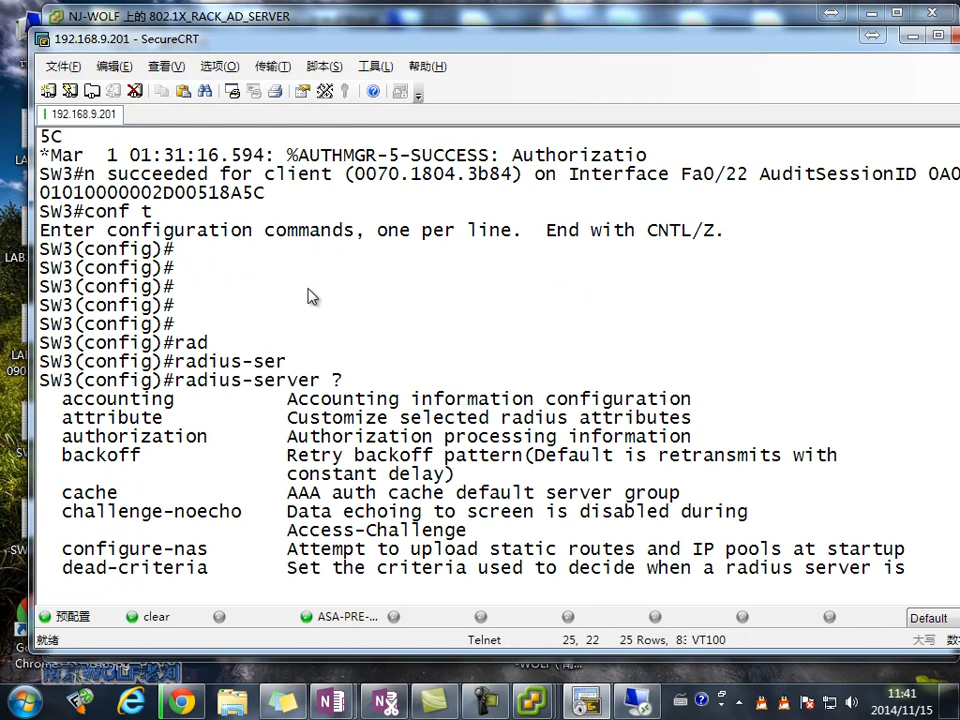 NJ-WOLF 上的 802.1X_RACK_AD_SERVER
192.168.9.201 - SecureCRT
文件(F) 编辑(E) 查看(V) 选项(O) 传输(T) 脚本(S) 工具(L) 帮助(H)
192.168.9.201
5C
*Mar  1 01:31:16.594: %AUTHMGR-5-SUCCESS: Authorizatio
SW3#n succeeded for client (0070.1804.3b84) on Interface Fa0/22 AuditSessionID 0A0
01010000002D00518A5C
SW3#conf t
Enter configuration commands, one per line.  End with CNTL/Z.
SW3(config)#
SW3(config)#
SW3(config)#
SW3(config)#
SW3(config)#
SW3(config)#rad
SW3(config)#radius-ser
SW3(config)#radius-server ?
accounting Accounting information configuration
attribute Customize selected radius attributes
authorization Authorization processing information
backoff Retry backoff pattern(Default is retransmits with
constant delay)
cache AAA auth cache default server group
challenge-noecho Data echoing to screen is disabled during
Access-Challenge
configure-nas Attempt to upload static routes and IP pools at startup
dead-criteria Set the criteria used to decide when a radius server is
预配置 clear ASA-PRE-... Default
就绪 Telnet 25, 22 25 Rows, 8 VT100 大写
LAB
LAB
090
SW
Chrome
11:41
2014/11/15